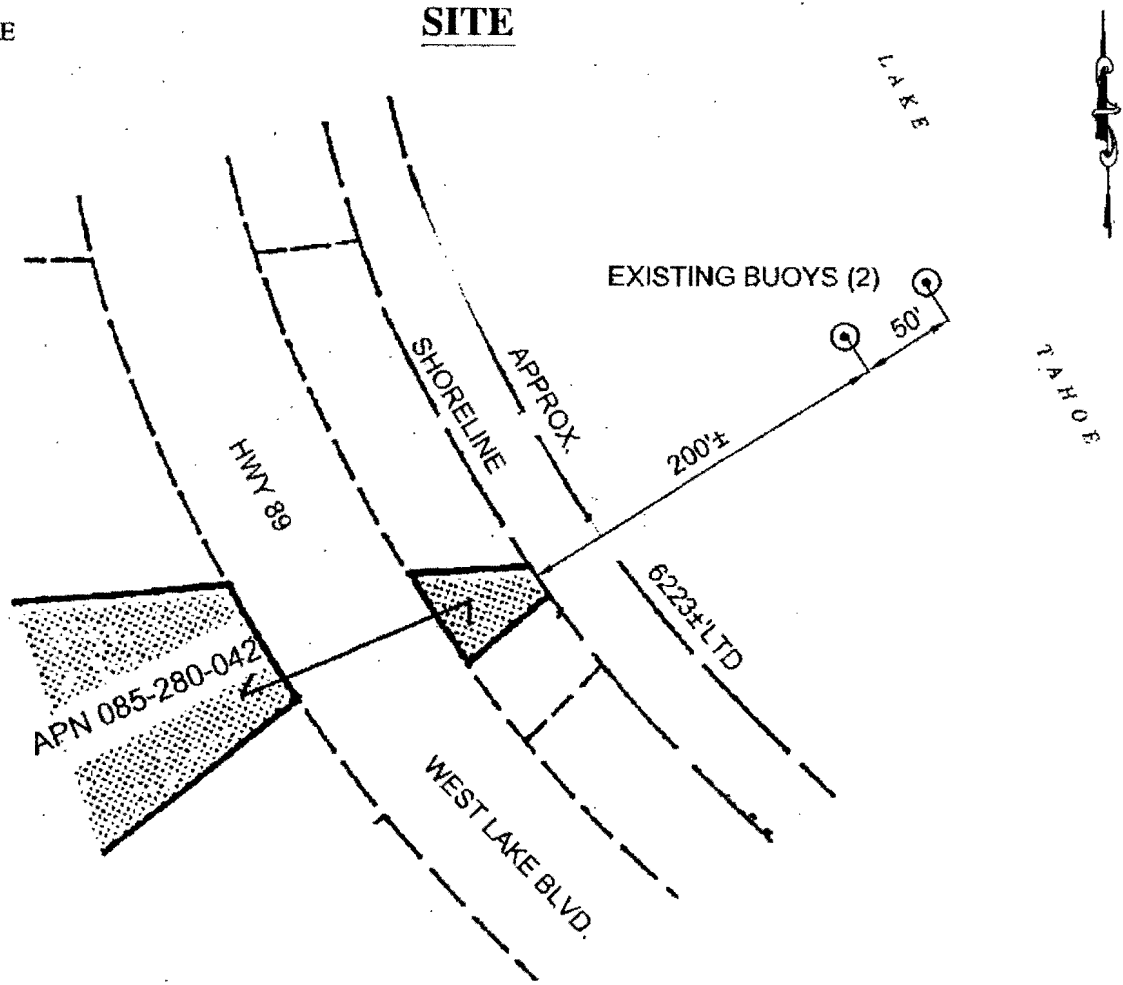 E
SITE
LAKE
TAHOE
EXISTING BUOYS (2)
50'
200'±
APPROX.
SHORELINE
HWY 89
6223±'LTD
APN 085-280-042
WEST LAKE BLVD.